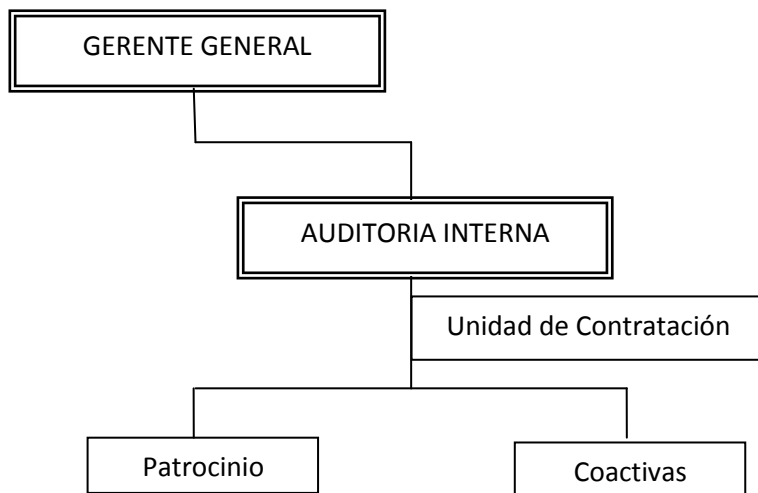 GERENTE GENERAL
AUDITORIA INTERNA
Unidad de Contratación
Patrocinio
Coactivas